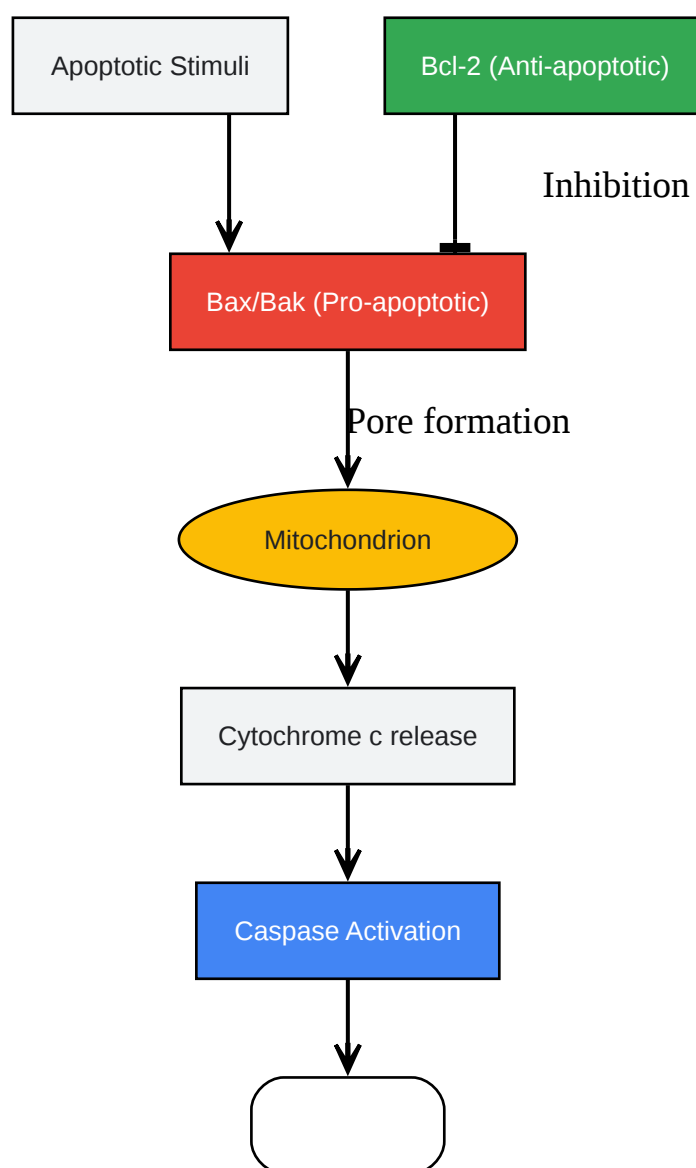 Apoptotic Stimuli
Bcl-2 (Anti-apoptotic)
Inhibition
Bax/Bak (Pro-apoptotic)
Pore formation
Mitochondrion
Cytochrome c release
Caspase Activation